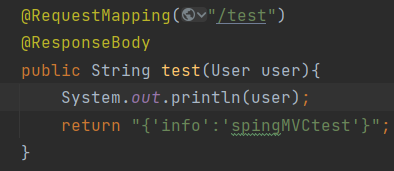 @RequestMapping("/test")
@ResponseBody
public String test(User user){
System.out.println(user);
return "{'info':'spingMVCtest'}";
}